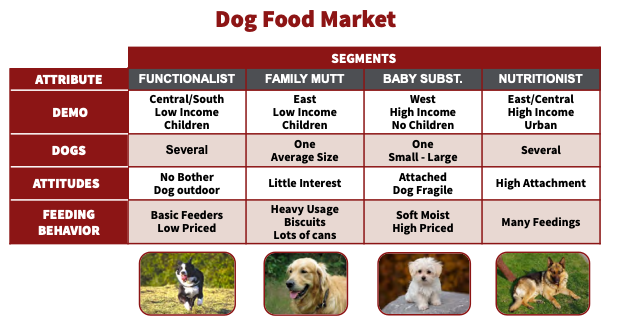 Dog Food Market
SEGMENTS
ATTRIBUTE FUNCTIONALIST FAMILY MUTT BABY SUBST. NUTRITIONIST
DEMO
Central/South
Low Income
Children
East
Low Income
Children
West
High Income
No Children
East/Central
High Income
Urban
DOGS
Several
One
Average Size
One
Small - Large
Several
ATTITUDES
No Bother
Dog outdoor
Little Interest
Attached
Dog Fragile
High Attachment
FEEDING
BEHAVIOR
Basic Feeders
Low Priced
Heavy Usage
Biscuits
Lots of cans
Soft Moist
High Priced
Many Feedings